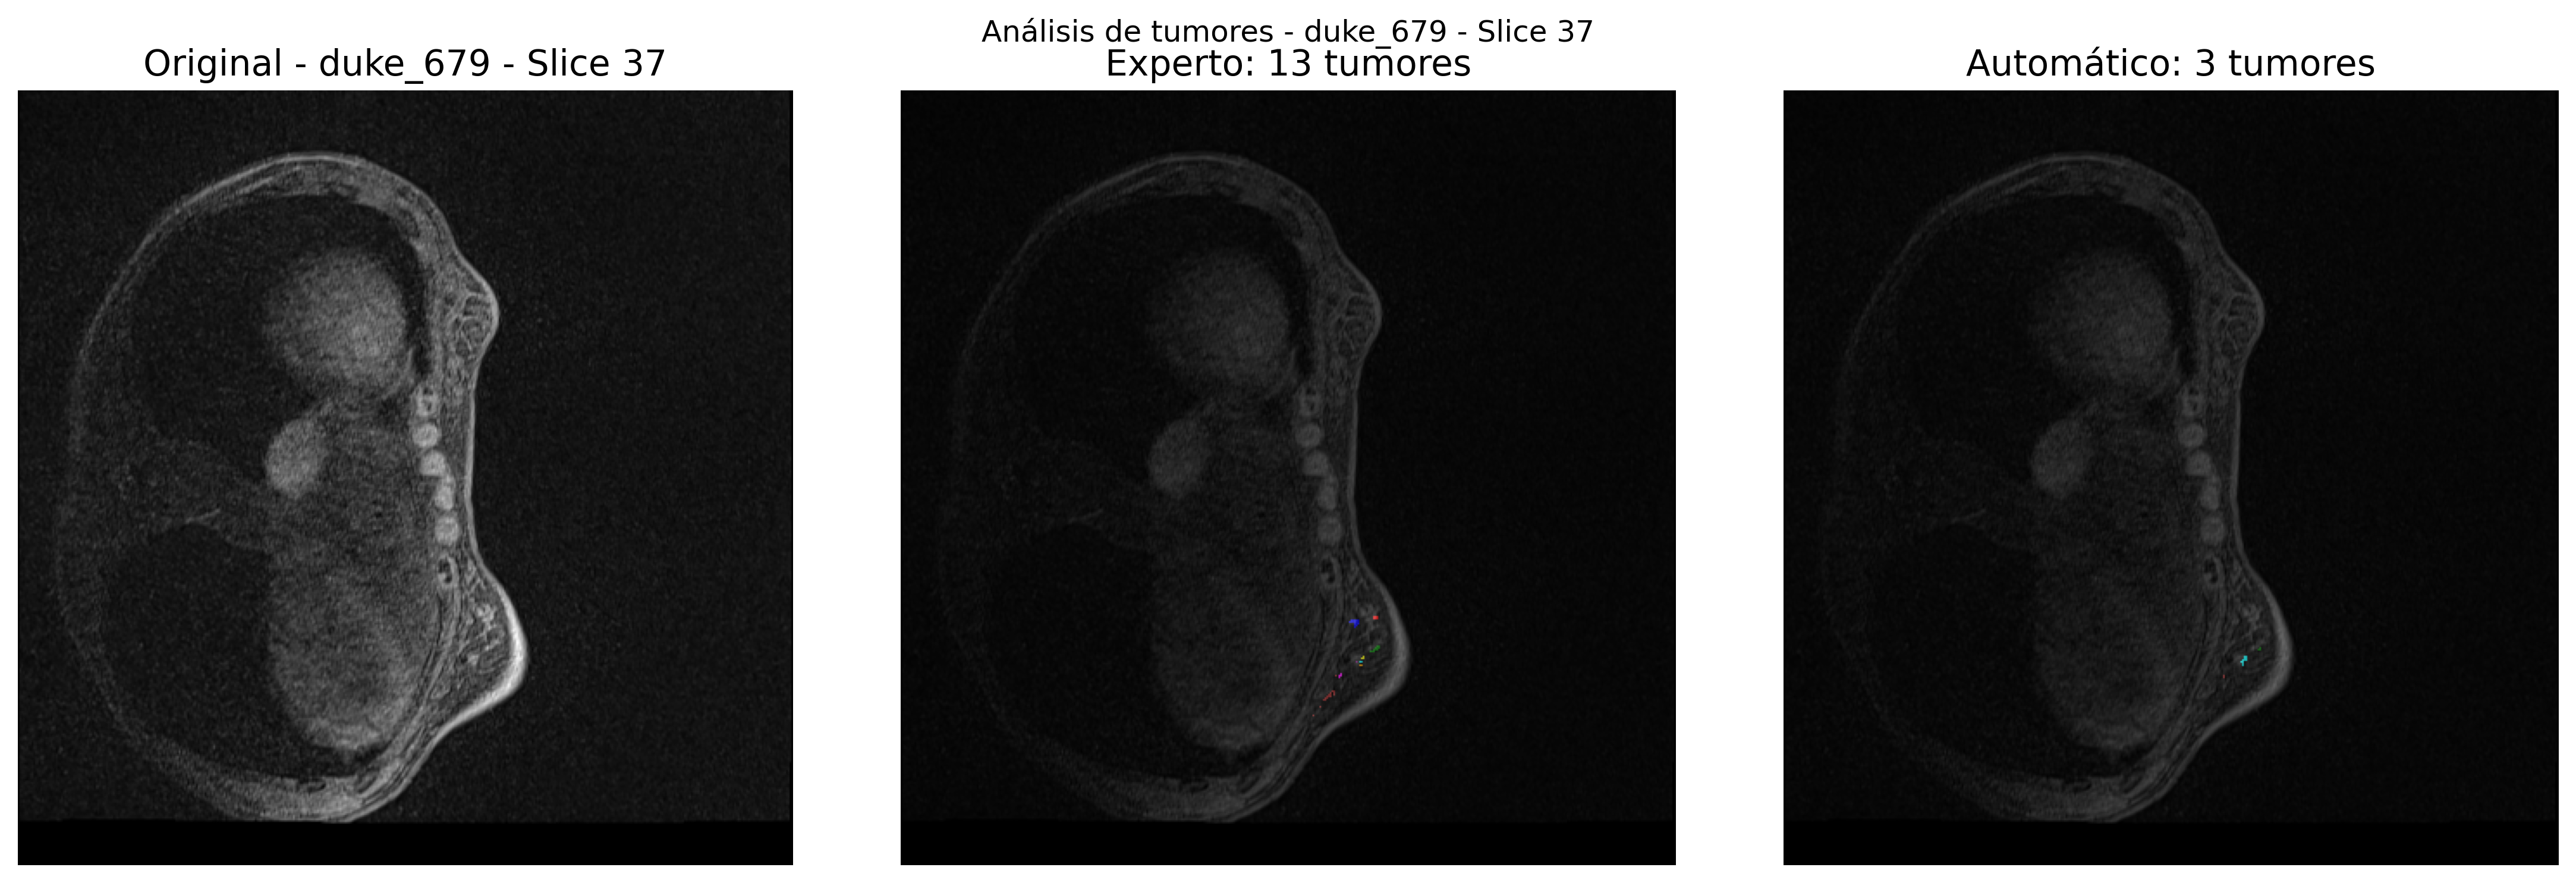 Análisis de tumores - duke_679 - Slice 37
Original - duke_679 - Slice 37
Experto: 13 tumores
Automático: 3 tumores